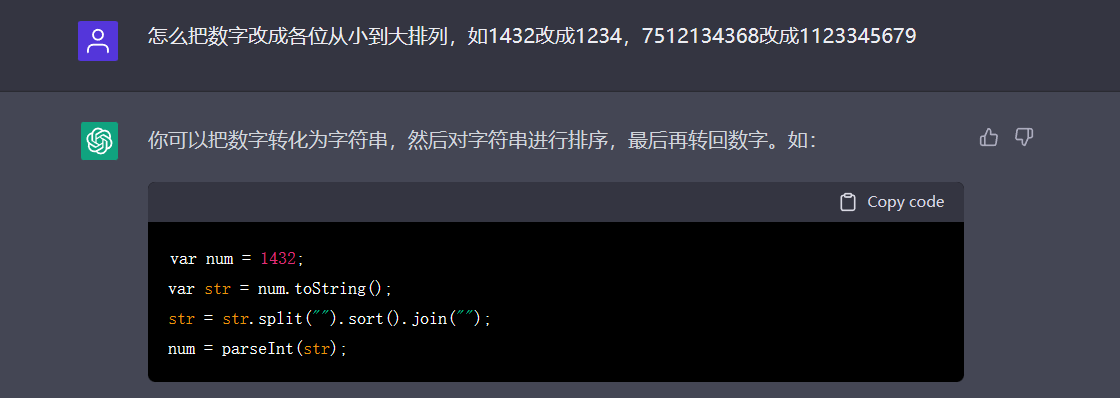 怎么把数字改成各位从小到大排列，如1432改成1234，7512134368改成1123345679
你可以把数字转化为字符串，然后对字符串进行排序，最后再转回数字。如：
Copy code
var num = 1432;
var str = num.toString();
str = str.split("").sort().join("");
num = parseInt(str);